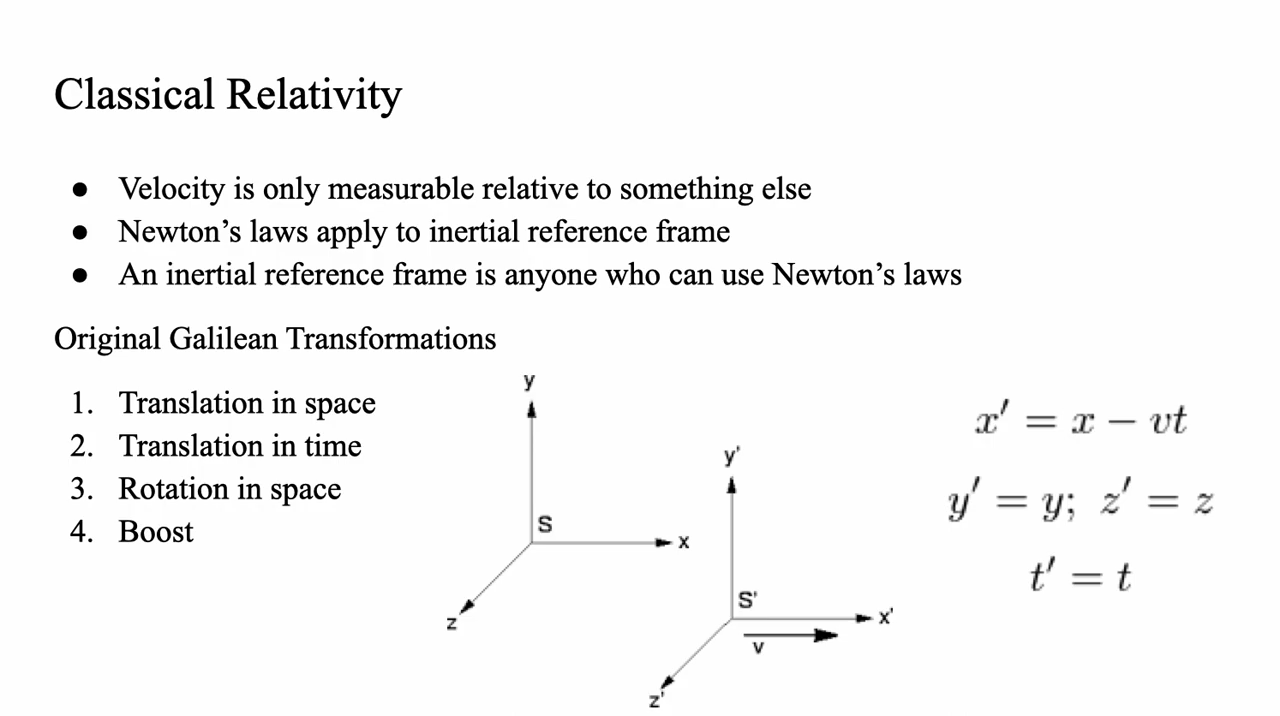 Classical Relativity
● Velocity is only measurable relative to something else
● Newton’s laws apply to inertial reference frame
● An inertial reference frame is anyone who can use Newton’s laws
Original Galilean Transformations
1. Translation in space
2. Translation in time
3. Rotation in space
4. Boost
y
S
x
z
y'
S'
x'
v
z'
x′ = x − vt
y′ = y; z′ = z
t′ = t